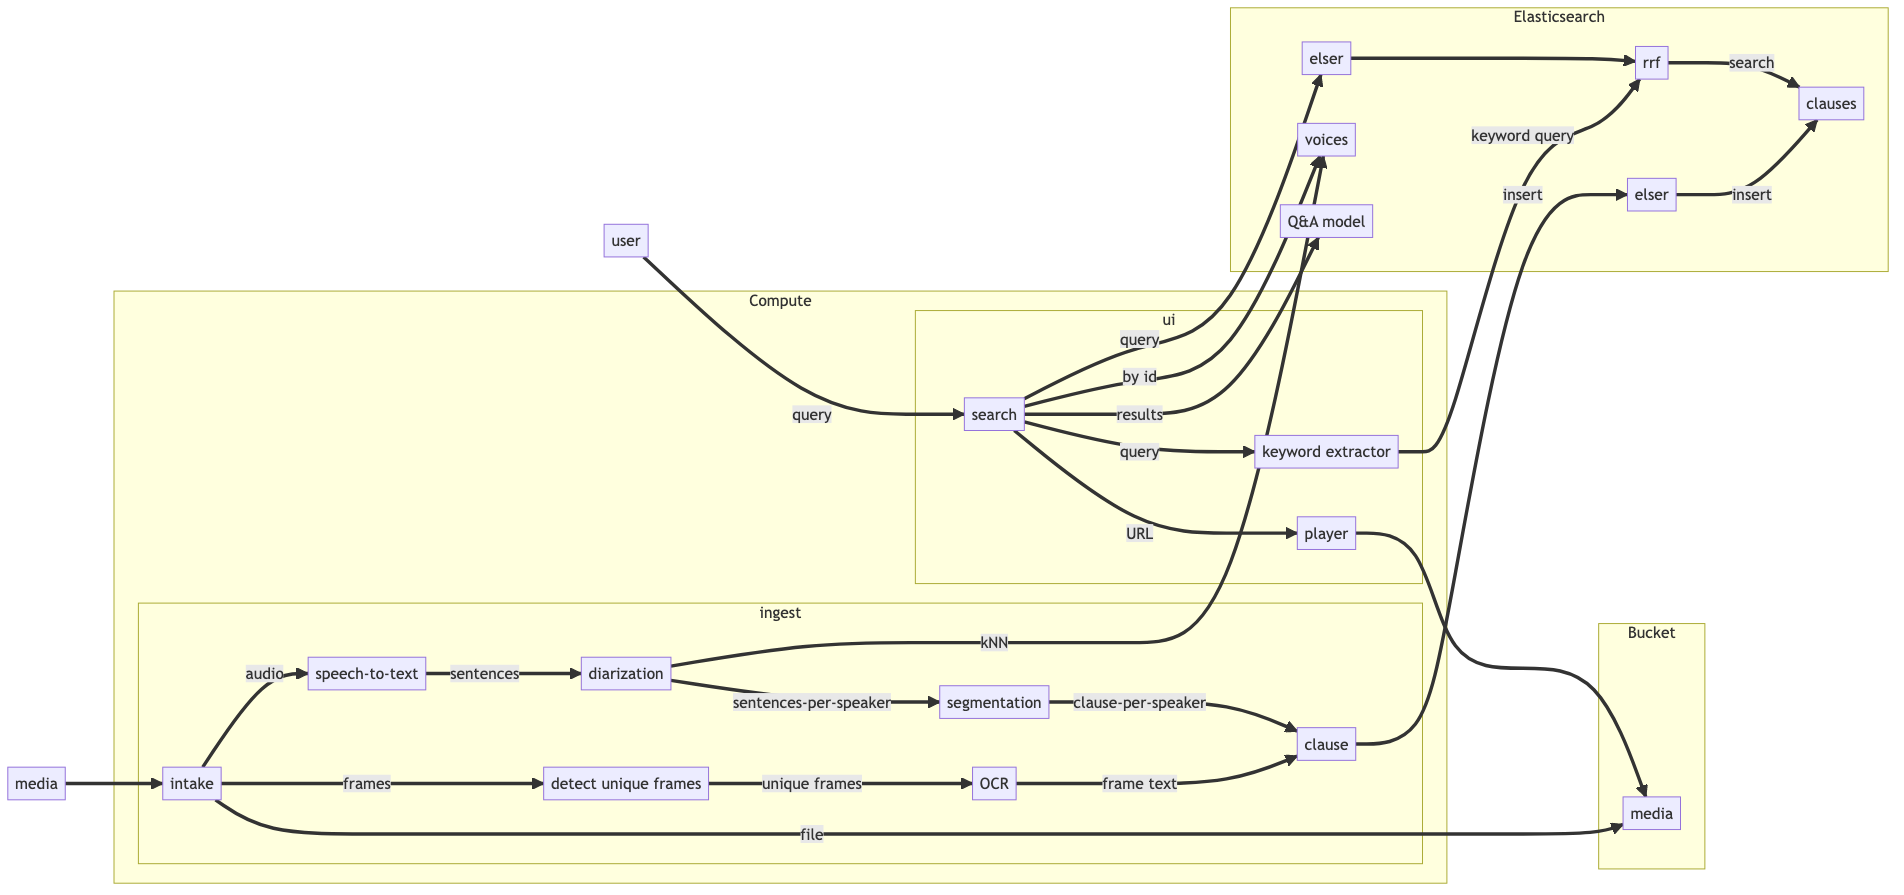 Elasticsearch
elser
rrf
search
clauses
voices
keyword query
insert
elser
insert
Q&A model
user
Compute
ui
query
by id
query
search
results
query
keyword extractor
URL
player
ingest
kNN
audio
speech-to-text
sentences
diarization
sentences-per-speaker
segmentation
clause-per-speaker
clause
media
intake
frames
detect unique frames
unique frames
OCR
frame text
file
Bucket
media